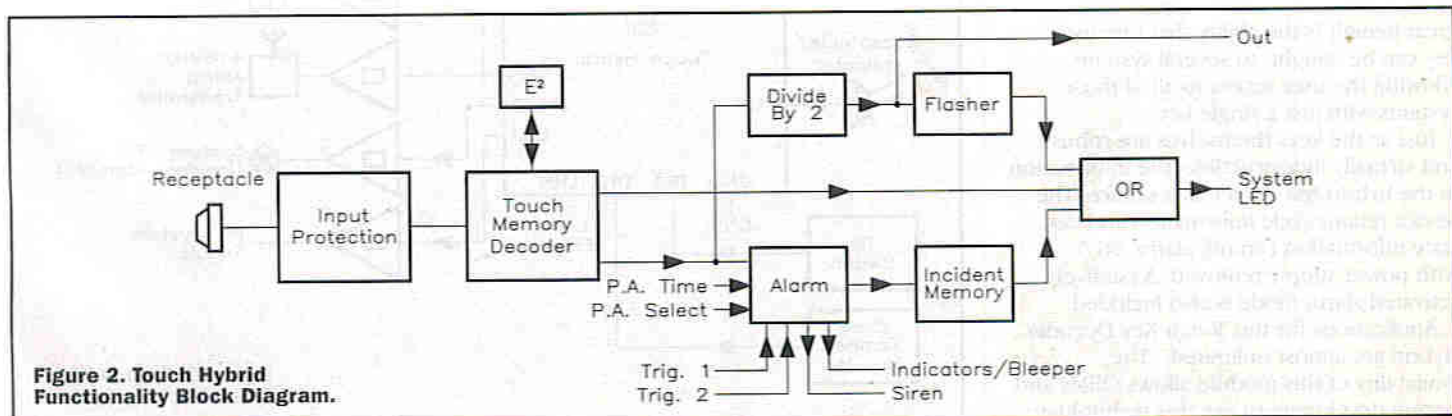 Out
E²
Divide
By 2
Flasher
Receptacle
Input
Protection
Touch
Memory
Decoder
OR
System
LED
P.A. Time
P.A. Select
Alarm
Incident
Memory
Trig. 1
Trig. 2
Indicators/Bleeper
Siren
Figure 2. Touch Hybrid
Functionality Block Diagram.